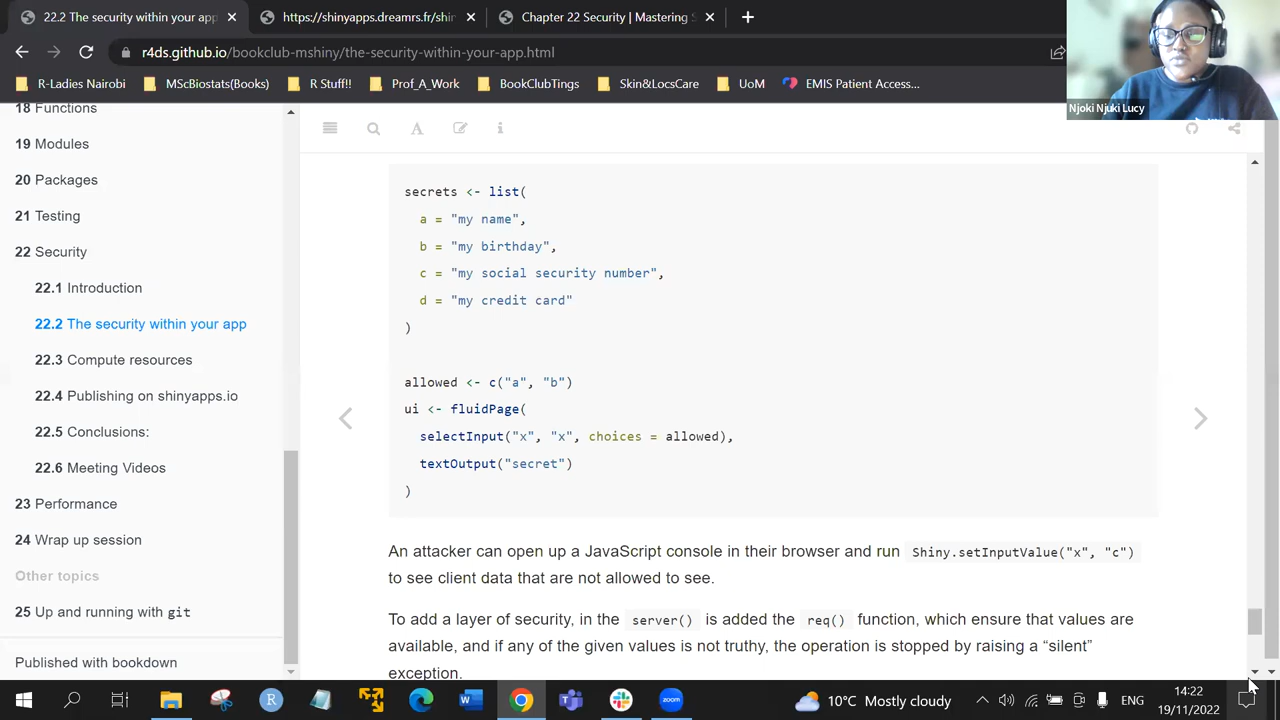 22.2 The security within your app
https://shinyapps.dreamrs.fr/shin
Chapter 22 Security | Mastering S
r4ds.github.io/bookclub-mshiny/the-security-within-your-app.html
R-Ladies Nairobi
MScBiostats(Books)
R Stuff!!
Prof_A_Work
BookClubTings
Skin&LocsCare
UoM
EMIS Patient Access...
Njoki Njuki Lucy
18 Functions
19 Modules
20 Packages
21 Testing
22 Security
22.1 Introduction
22.2 The security within your app
22.3 Compute resources
22.4 Publishing on shinyapps.io
22.5 Conclusions:
22.6 Meeting Videos
23 Performance
24 Wrap up session
Other topics
25 Up and running with git
Published with bookdown
secrets <- list(
a = "my name",
b = "my birthday",
c = "my social security number",
d = "my credit card"
)
allowed <- c("a", "b")
ui <- fluidPage(
selectInput("x", "x", choices = allowed),
textOutput("secret")
)
An attacker can open up a JavaScript console in their browser and run Shiny.setInputValue("x", "c")
to see client data that are not allowed to see.
To add a layer of security, in the server() is added the req() function, which ensure that values are
available, and if any of the given values is not truthy, the operation is stopped by raising a “silent”
exception.
10°C Mostly cloudy
ENG
14:22
19/11/2022